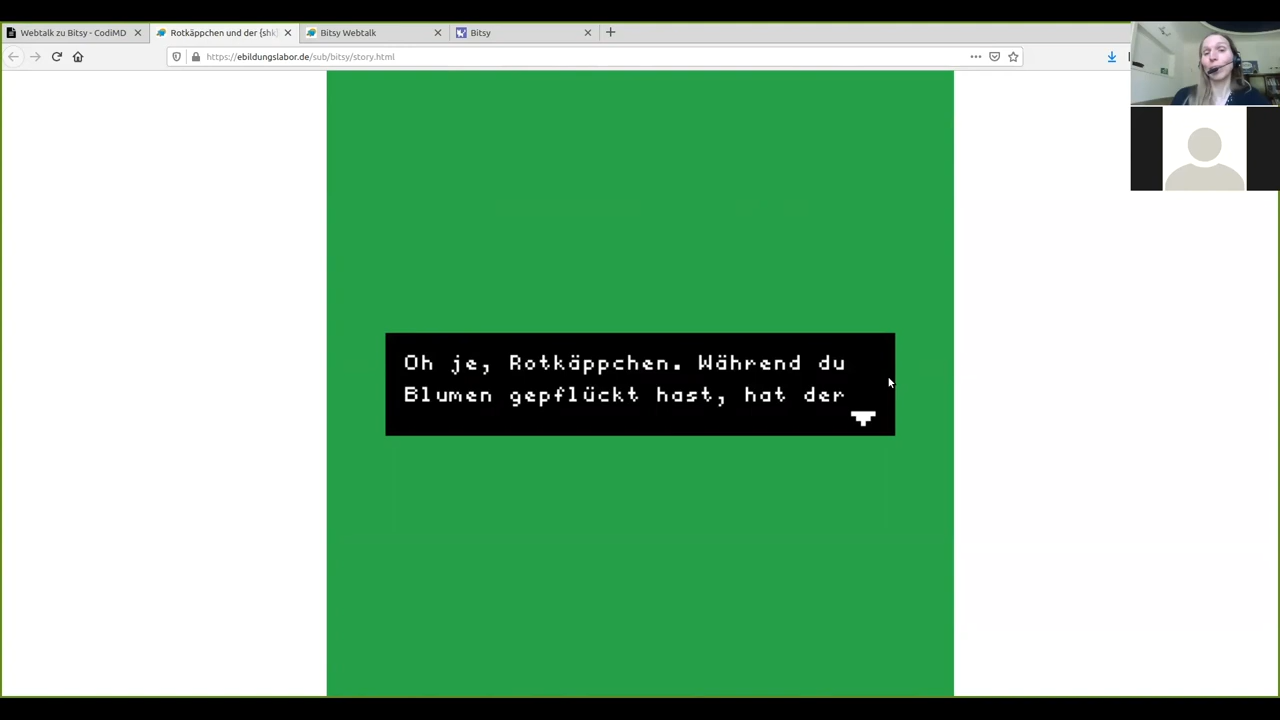 Webtalk zu Bitsy - CodiMD
Rotkäppchen und der {shk}
Bitsy Webtalk
Bitsy
https://ebildungslabor.de/sub/bitsy/story.html
Oh je, Rotkäppchen. Während du
Blumen gepflückt hast, hat der